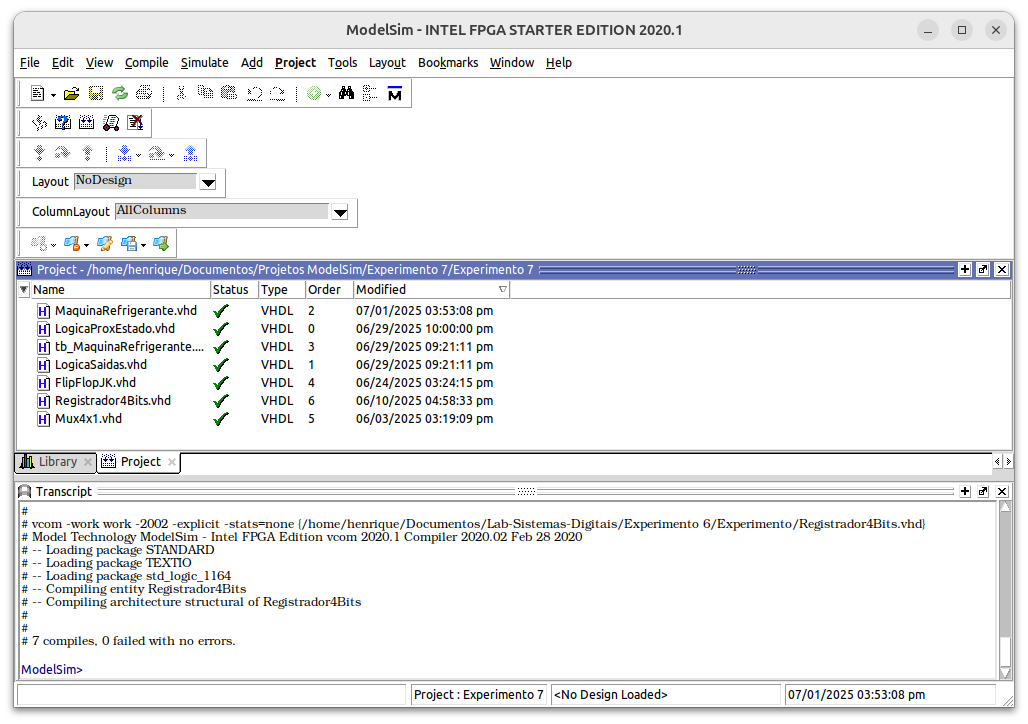 ModelSim - INTEL FPGA STARTER EDITION 2020.1
File Edit View Compile Simulate Add Project Tools Layout Bookmarks Window Help
Layout NoDesign
ColumnLayout AllColumns
Project - /home/henrique/Documentos/Projetos ModelSim/Experimento 7/Experimento 7
Name Status Type Order Modified
MaquinaRefrigerante.vhd VHDL 2 07/01/2025 03:53:08 pm
LogicaProxEstado.vhd VHDL 0 06/29/2025 10:00:00 pm
tb_MaquinaRefrigerante.... VHDL 3 06/29/2025 09:21:11 pm
LogicaSaidas.vhd VHDL 1 06/29/2025 09:21:11 pm
FlipFlopJK.vhd VHDL 4 06/24/2025 03:24:15 pm
Registrador4Bits.vhd VHDL 6 06/10/2025 04:58:33 pm
Mux4x1.vhd VHDL 5 06/03/2025 03:19:09 pm
Library Project
Transcript
#
# vcom -work work -2002 -explicit -stats=none {/home/henrique/Documentos/Lab-Sistemas-Digitais/Experimento 6/Experimento/Registrador4Bits.vhd}
# Model Technology ModelSim - Intel FPGA Edition vcom 2020.1 Compiler 2020.02 Feb 28 2020
# -- Loading package STANDARD
# -- Loading package TEXTIO
# -- Loading package std_logic_1164
# -- Compiling entity Registrador4Bits
# -- Compiling architecture structural of Registrador4Bits
#
#
# 7 compiles, 0 failed with no errors.
ModelSim>
Project : Experimento 7 <No Design Loaded> 07/01/2025 03:53:08 pm